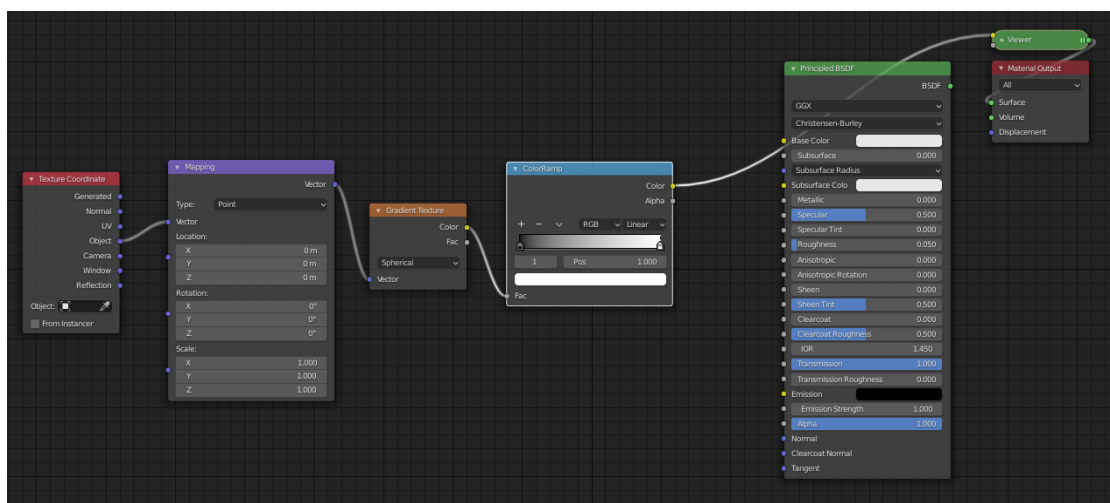 Texture Coordinate
Generated
Normal
UV
Object
Camera
Window
Reflection
Object:
From Instancer
Mapping
Vector
Type: Point
Vector
Location:
X 0 m
Y 0 m
Z 0 m
Rotation:
X 0°
Y 0°
Z 0°
Scale:
X 1.000
Y 1.000
Z 1.000
Gradient Texture
Color
Fac
Spherical
Vector
ColorRamp
Color
Alpha
+ − RGB Linear
1 Pos 1.000
Fac
Principled BSDF
BSDF
GGX
Christensen-Burley
Base Color
Subsurface 0.000
Subsurface Radius
Subsurface Colo
Metallic 0.000
Specular 0.500
Specular Tint 0.000
Roughness 0.050
Anisotropic 0.000
Anisotropic Rotation 0.000
Sheen 0.000
Sheen Tint 0.500
Clearcoat 0.000
Clearcoat Roughness 0.500
IOR 1.450
Transmission 1.000
Transmission Roughness 0.000
Emission
Emission Strength 1.000
Alpha 1.000
Normal
Clearcoat Normal
Tangent
Viewer
Material Output
All
Surface
Volume
Displacement